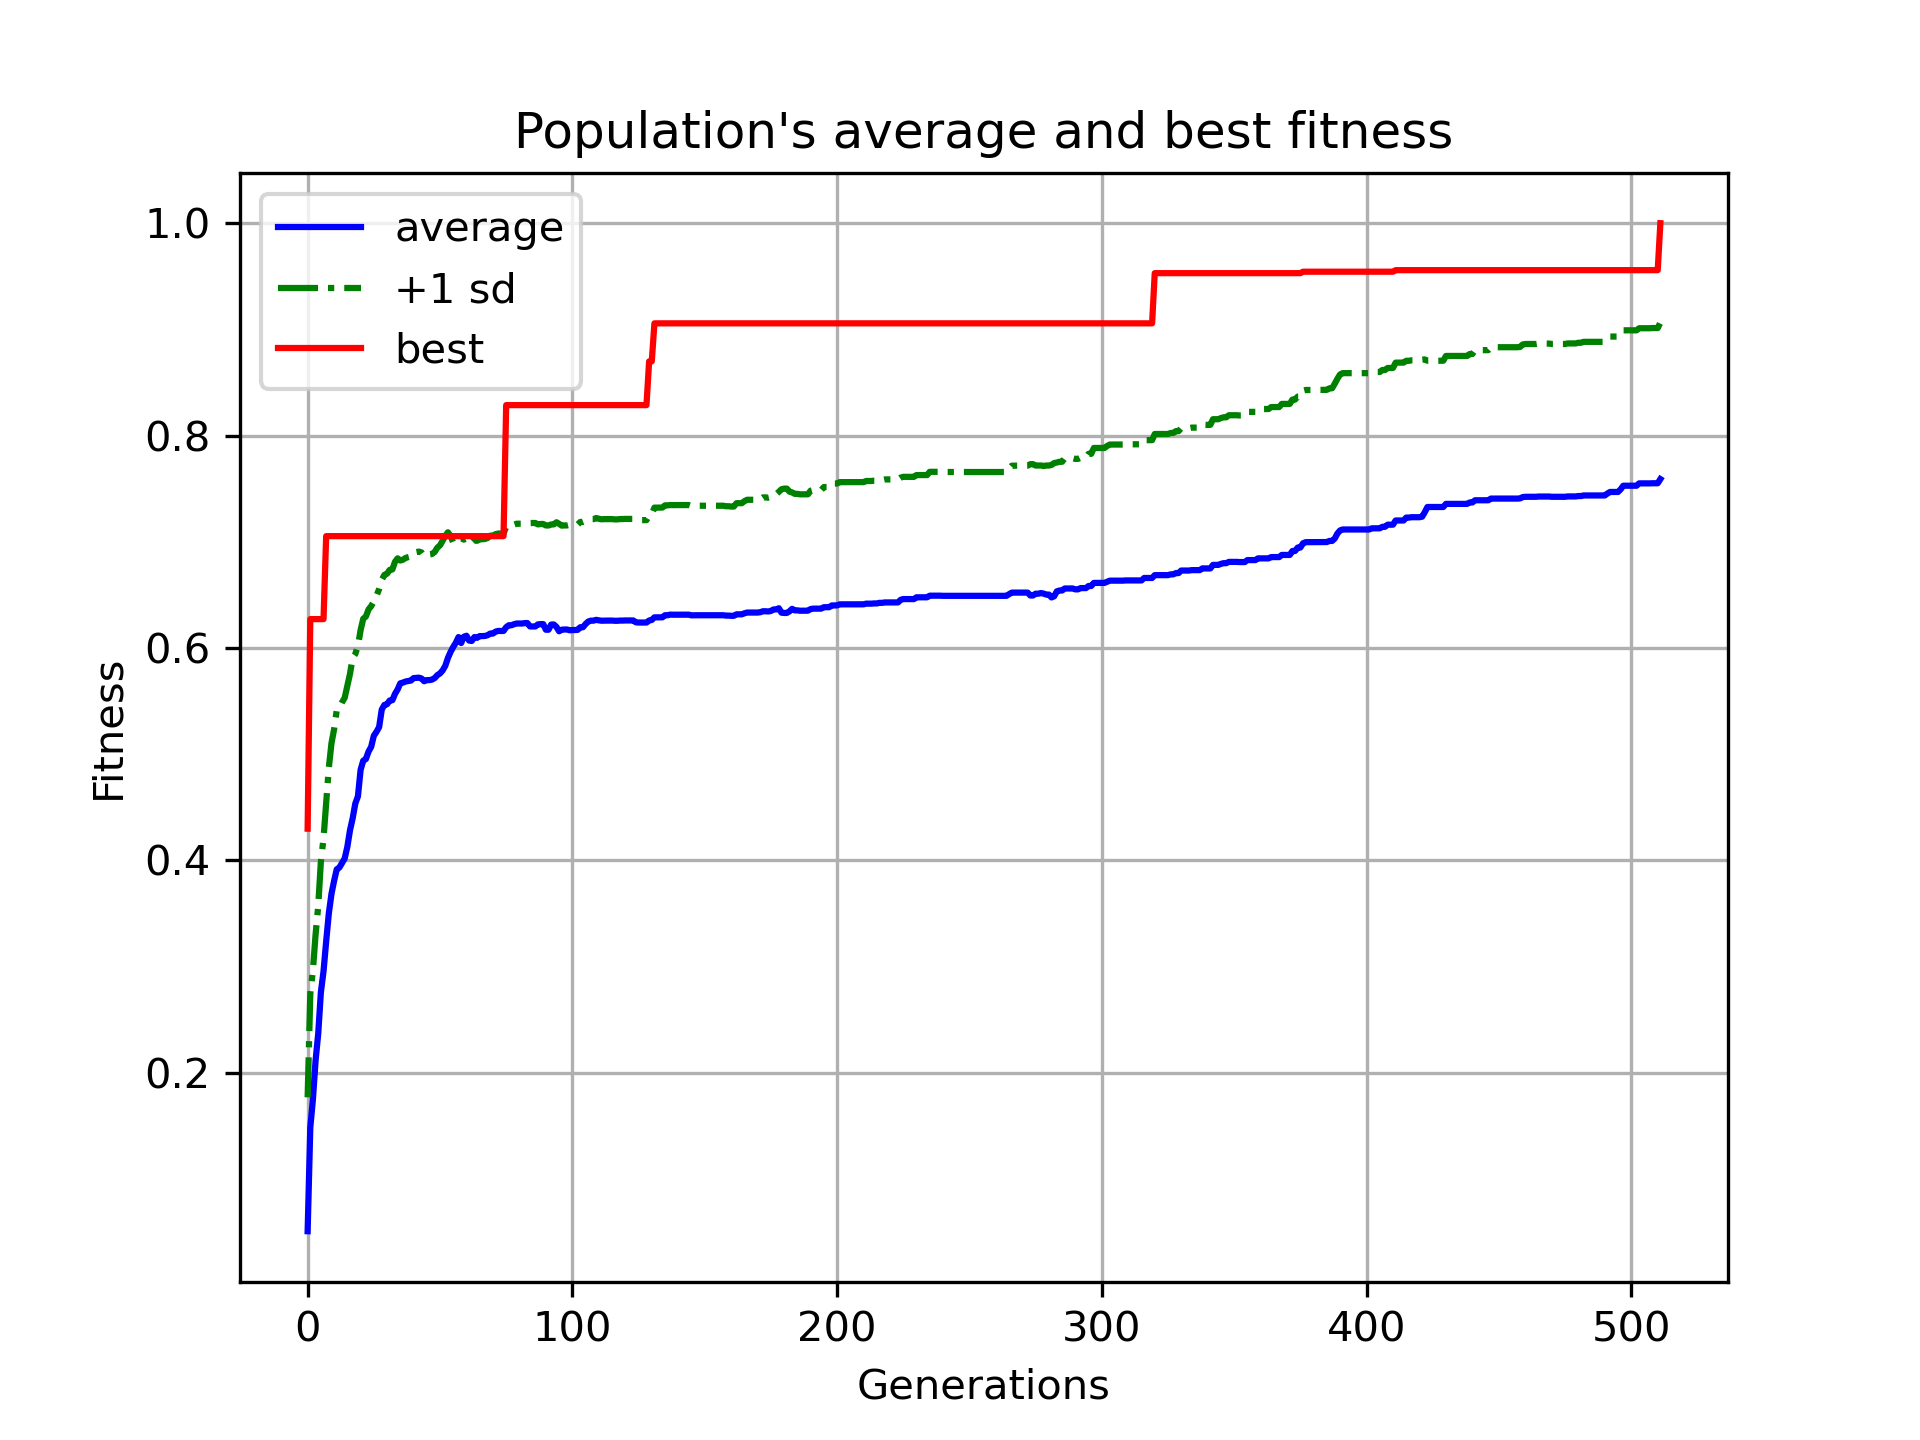 Population's average and best fitness
average
+1 sd
best
1.0
0.8
0.6
0.4
0.2
Fitness
0 100 200 300 400 500
Generations